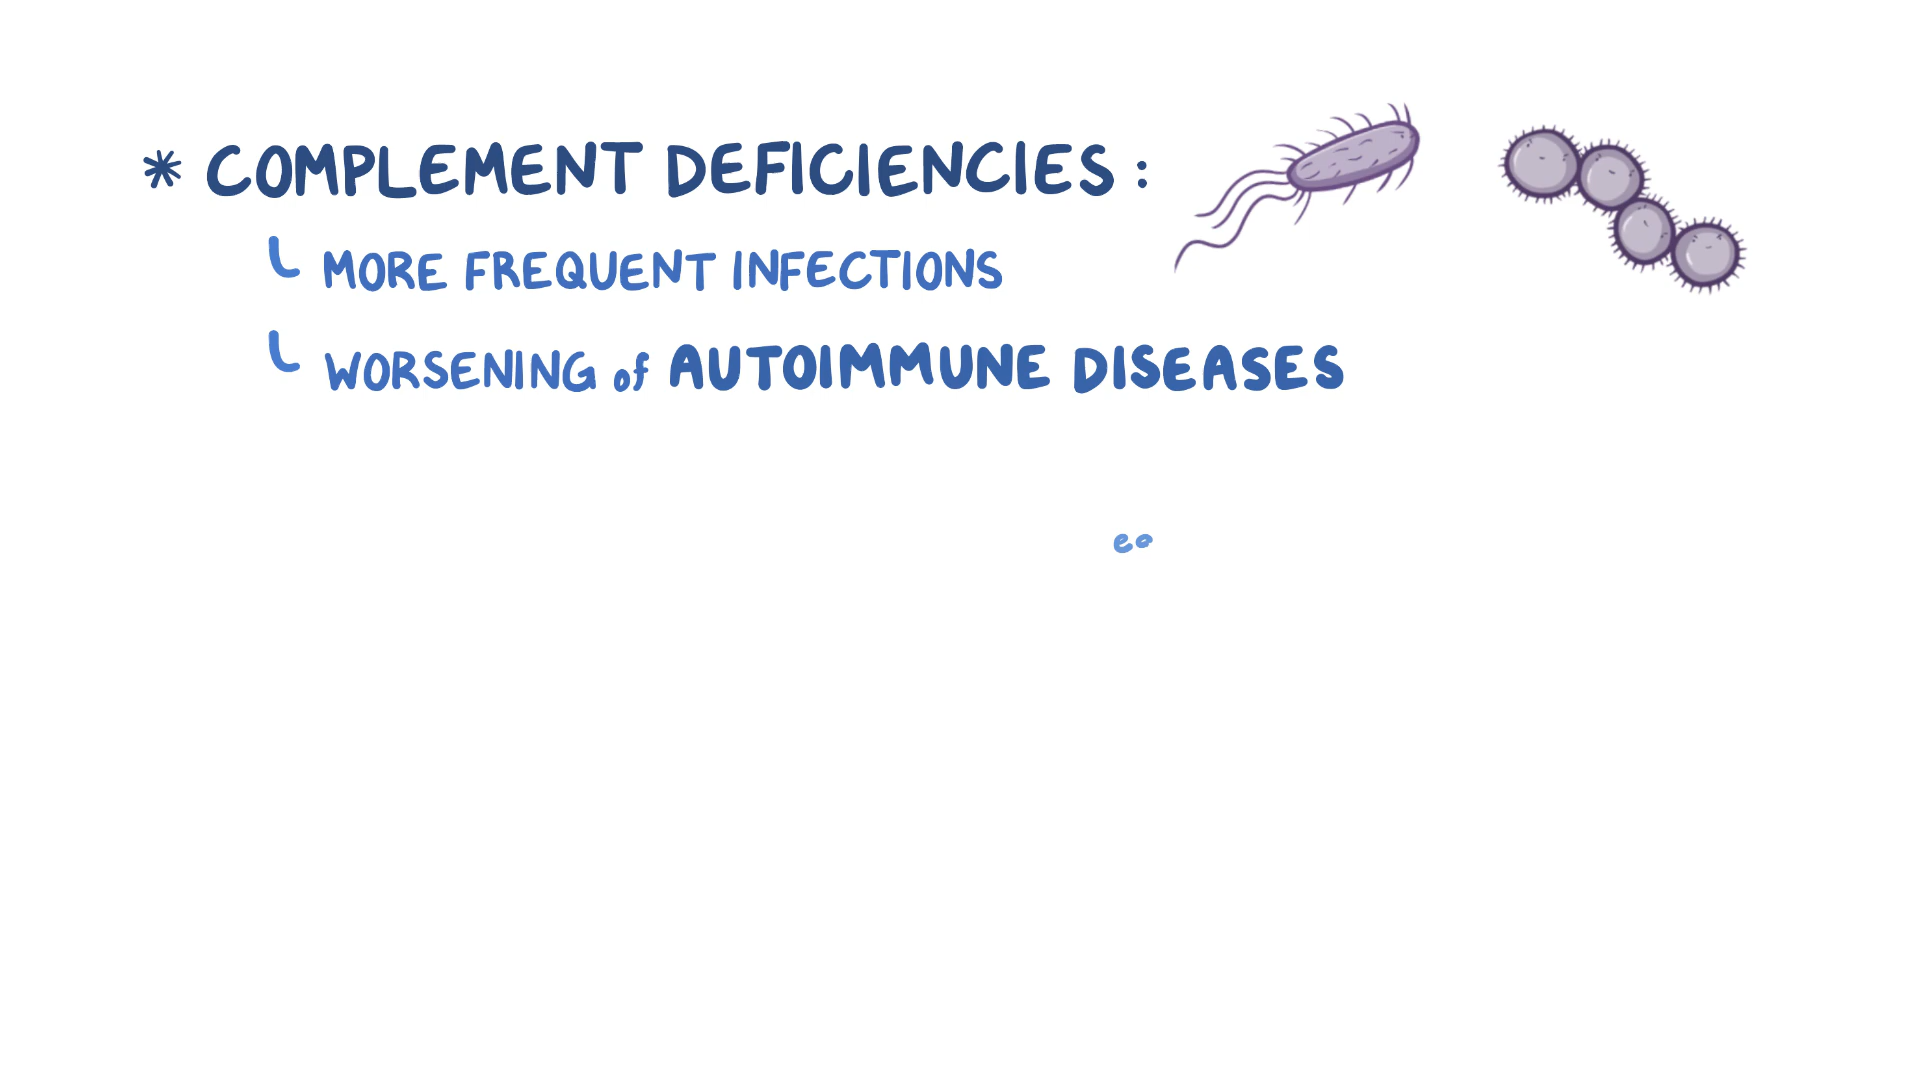 * COMPLEMENT DEFICIENCIES :
MORE FREQUENT INFECTIONS
WORSENING of AUTOIMMUNE DISEASES